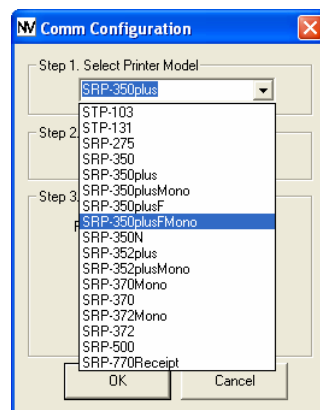 NV Comm Configuration
Step 1. Select Printer Model
SRP-350plus
STP-103
STP-131
SRP-275
SRP-350
SRP-350plus
SRP-350plusMono
SRP-350plusF
SRP-350plusFMono
SRP-350N
SRP-352plus
SRP-352plusMono
SRP-370Mono
SRP-370
SRP-372Mono
SRP-372
SRP-500
SRP-770Receipt
Step 2.
Step 3.
OK
Cancel